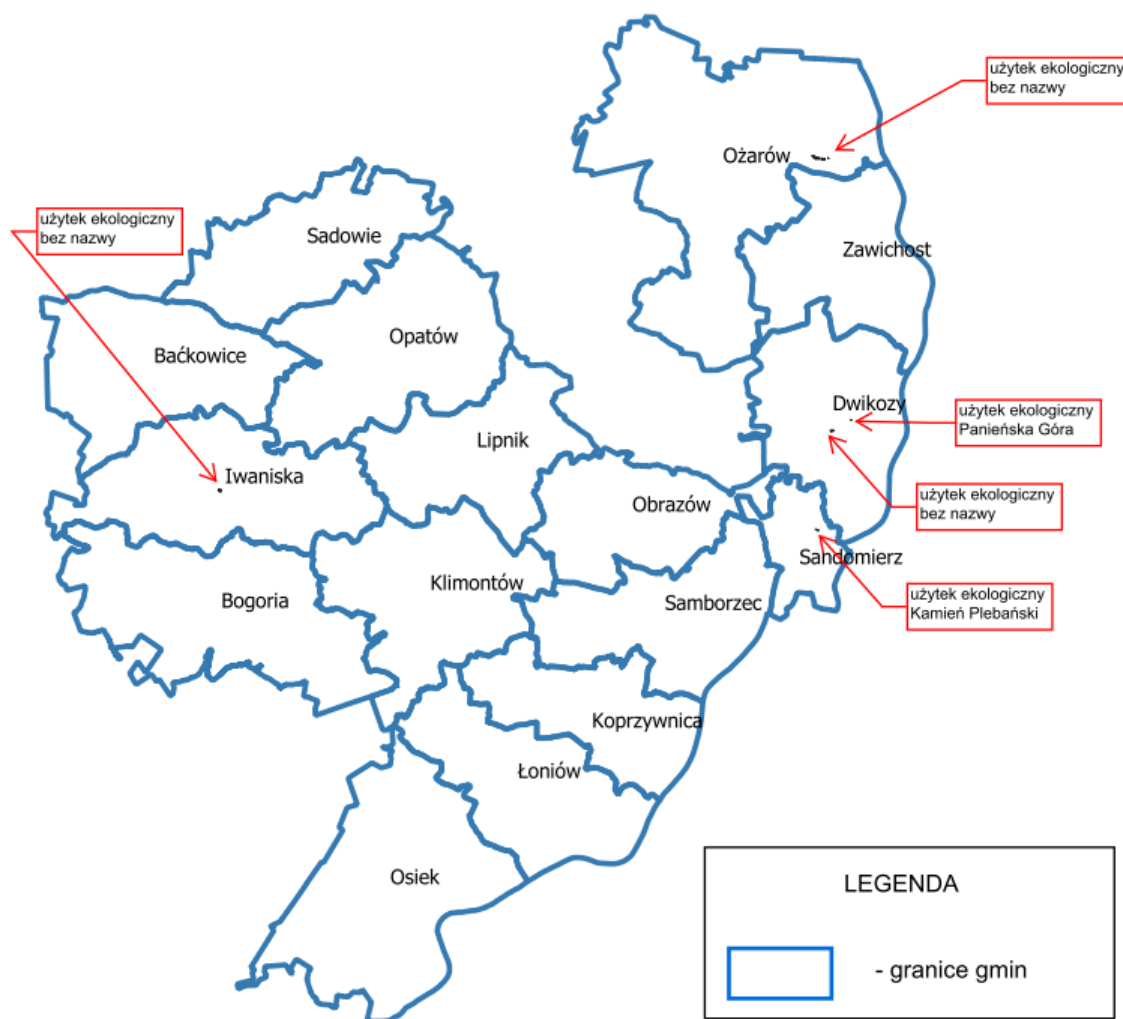 użytek ekologiczny
bez nazwy
Ożarów
użytek ekologiczny
bez nazwy
Sadowie
Zawichost
Opatów
Baćkowice
Dwikozy
użytek ekologiczny
Panieńska Góra
Lipnik
Iwaniska
użytek ekologiczny
bez nazwy
Obrazów
Sandomierz
Klimontów
Bogoria
Samborzec
użytek ekologiczny
Kamień Plebański
Koprzywnica
Łoniów
Osiek
LEGENDA
- granice gmin